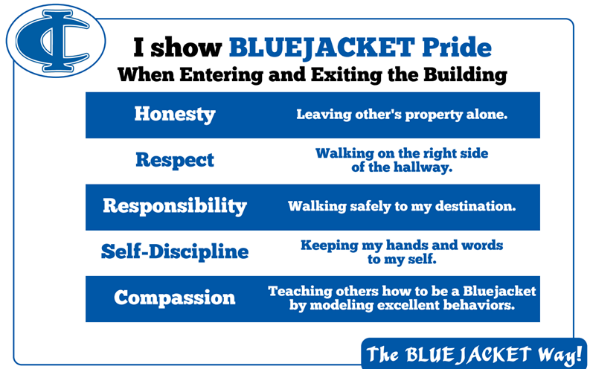 IC
I show BLUEJACKET Pride
When Entering and Exiting the Building
Honesty
Leaving other's property alone.
Respect
Walking on the right side
of the hallway.
Responsibility
Walking safely to my destination.
Self-Discipline
Keeping my hands and words
to my self.
Compassion
Teaching others how to be a Bluejacket
by modeling excellent behaviors.
The BLUEJACKET Way!